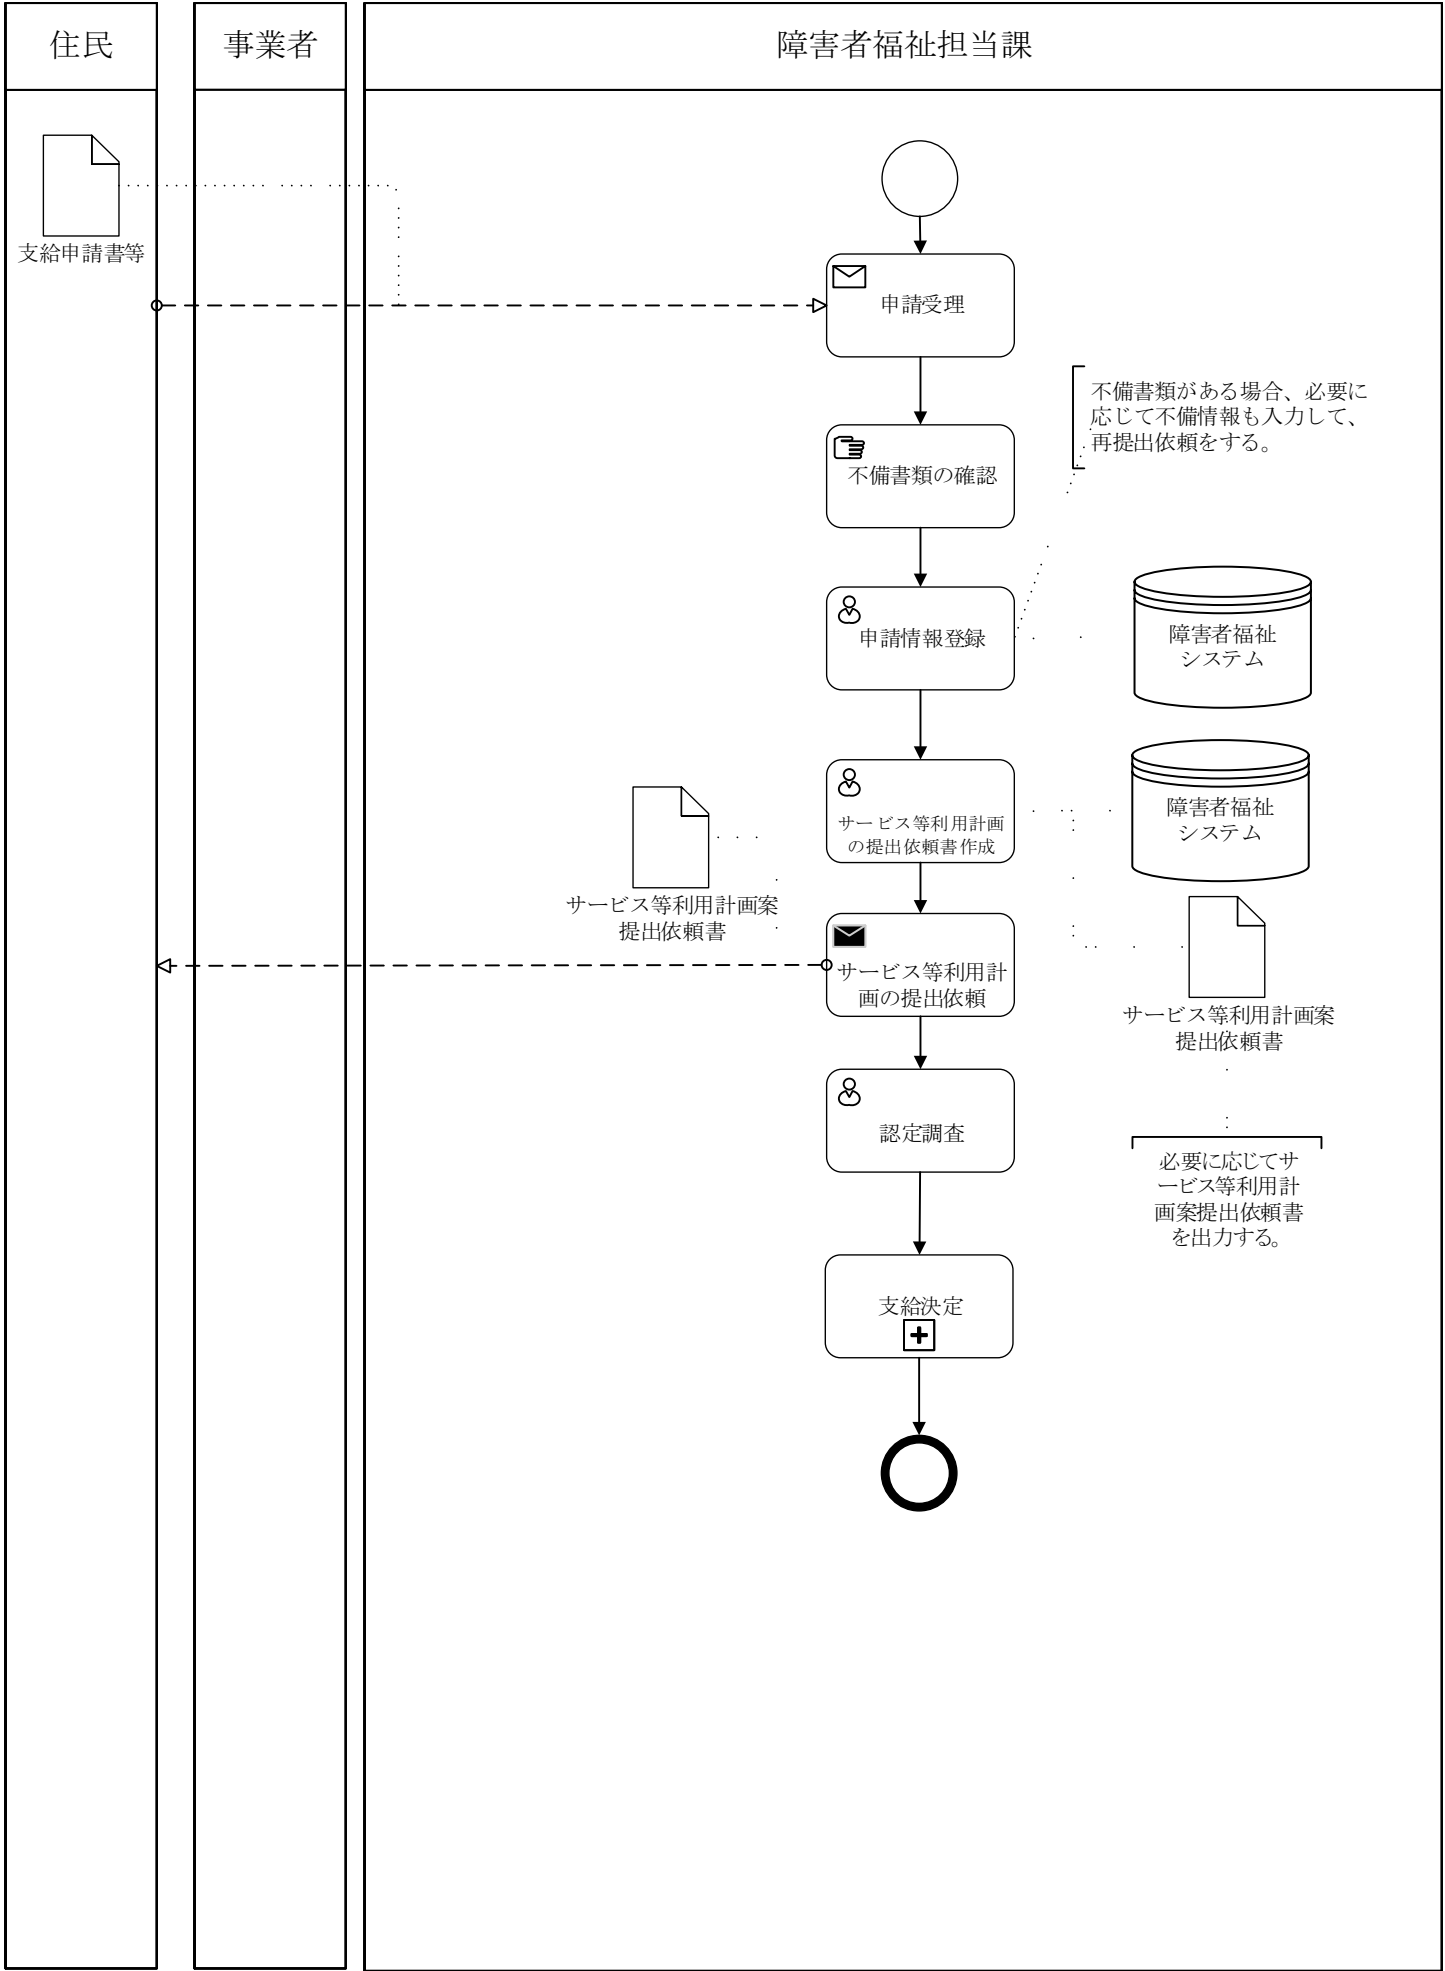 住民
事業者
障害者福祉担当課
支給申請書等
申請受理
不備書類がある場合、必要に
応じて不備情報も入力して、
再提出依頼をする。
不備書類の確認
申請情報登録
障害者福祉
システム
サービス等利用計画
の提出依頼書作成
障害者福祉
システム
サービス等利用計画案
提出依頼書
サービス等利用計
画の提出依頼
サービス等利用計画案
提出依頼書
認定調査
必要に応じてサ
ービス等利用計
画案提出依頼書
を出力する。
支給決定